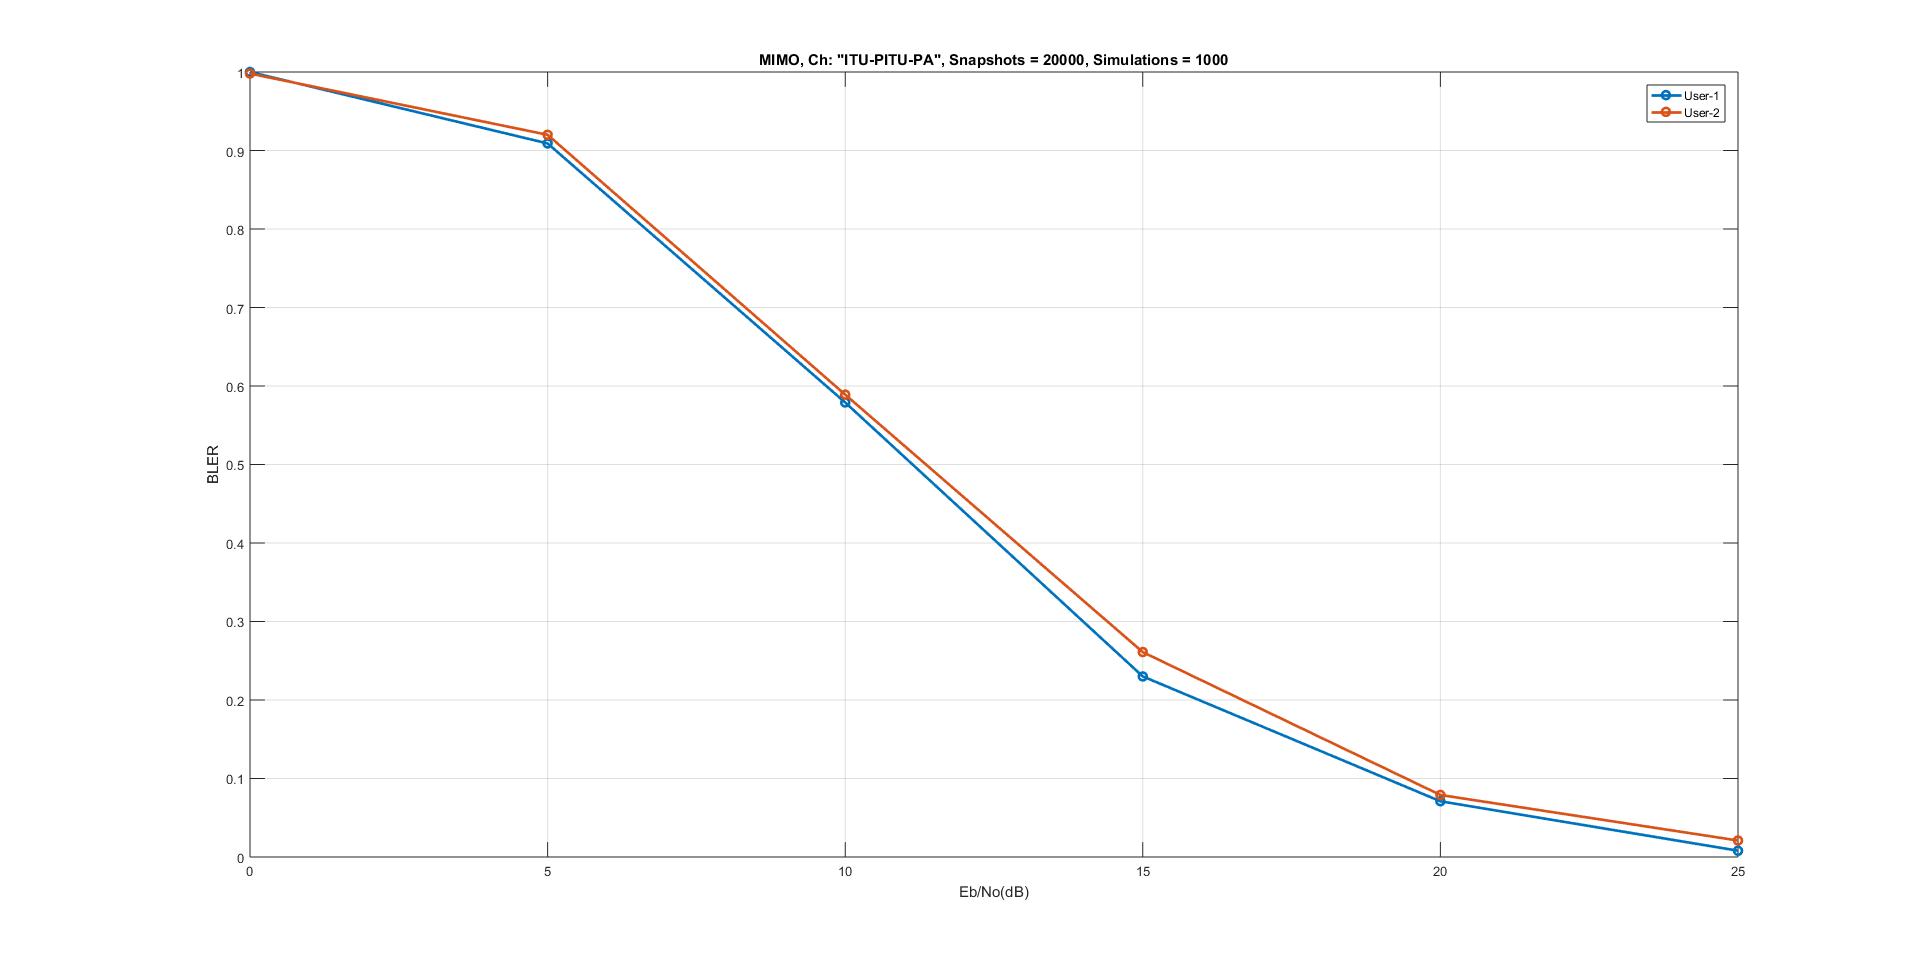 MIMO, Ch: "ITU-PITU-PA", Snapshots = 20000, Simulations = 1000
User-1
User-2
1
0.9
0.8
0.7
0.6
0.5
0.4
0.3
0.2
0.1
0
BLER
0 5 10 15 20 25
Eb/No(dB)